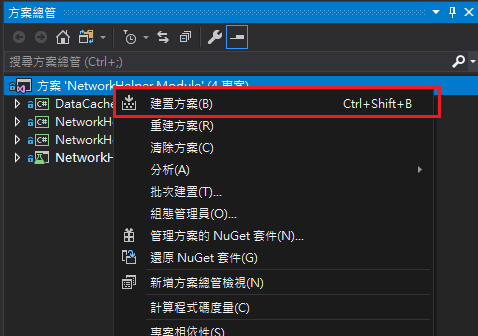 方案總管
搜尋方案總管 (Ctrl+;)
方案 'NetworkHelper.Module' (4 專案)
DataCache
建置方案(B) Ctrl+Shift+B
NetworkHe
重建方案(R)
NetworkHe
清除方案(C)
NetworkH
分析(A)
批次建置(T)...
組態管理員(O)...
管理方案的 NuGet 套件(N)...
還原 NuGet 套件(G)
新增方案總管檢視(N)
計算程式碼度量(C)
專案相依性(S)